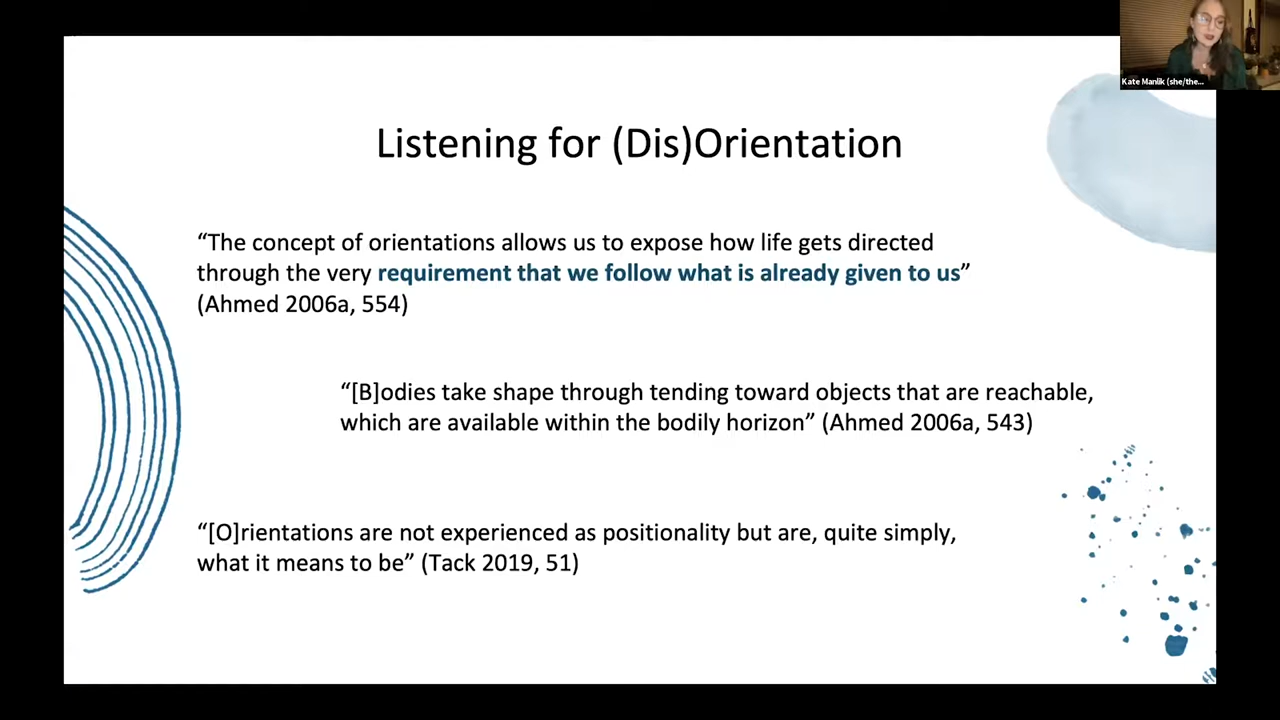 Kate Manlik (she/the...
Listening for (Dis)Orientation
“The concept of orientations allows us to expose how life gets directed
through the very requirement that we follow what is already given to us”
(Ahmed 2006a, 554)
“[B]odies take shape through tending toward objects that are reachable,
which are available within the bodily horizon” (Ahmed 2006a, 543)
“[O]rientations are not experienced as positionality but are, quite simply,
what it means to be” (Tack 2019, 51)